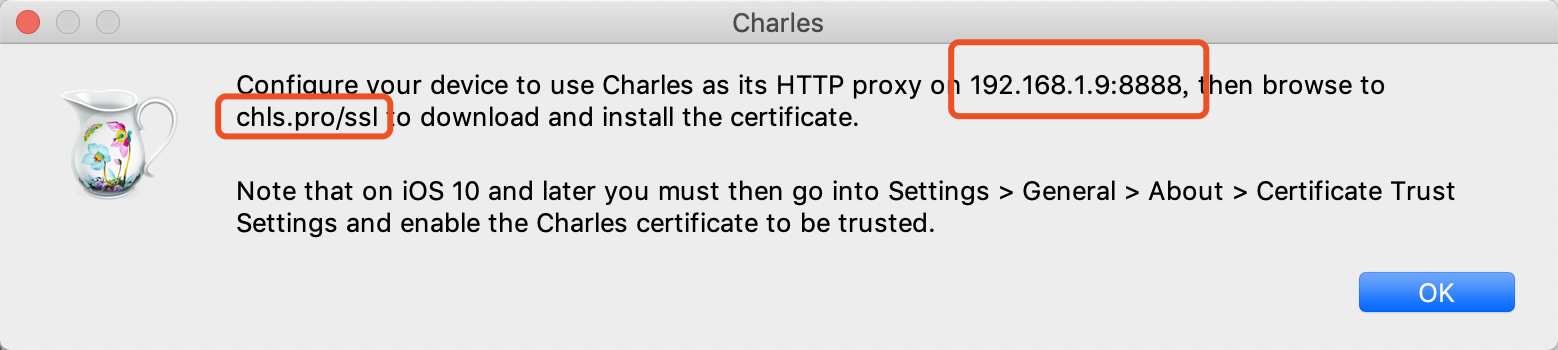 Charles
Configure your device to use Charles as its HTTP proxy on 192.168.1.9:8888, then browse to
chls.pro/ssl to download and install the certificate.
Note that on iOS 10 and later you must then go into Settings > General > About > Certificate Trust
Settings and enable the Charles certificate to be trusted.
OK